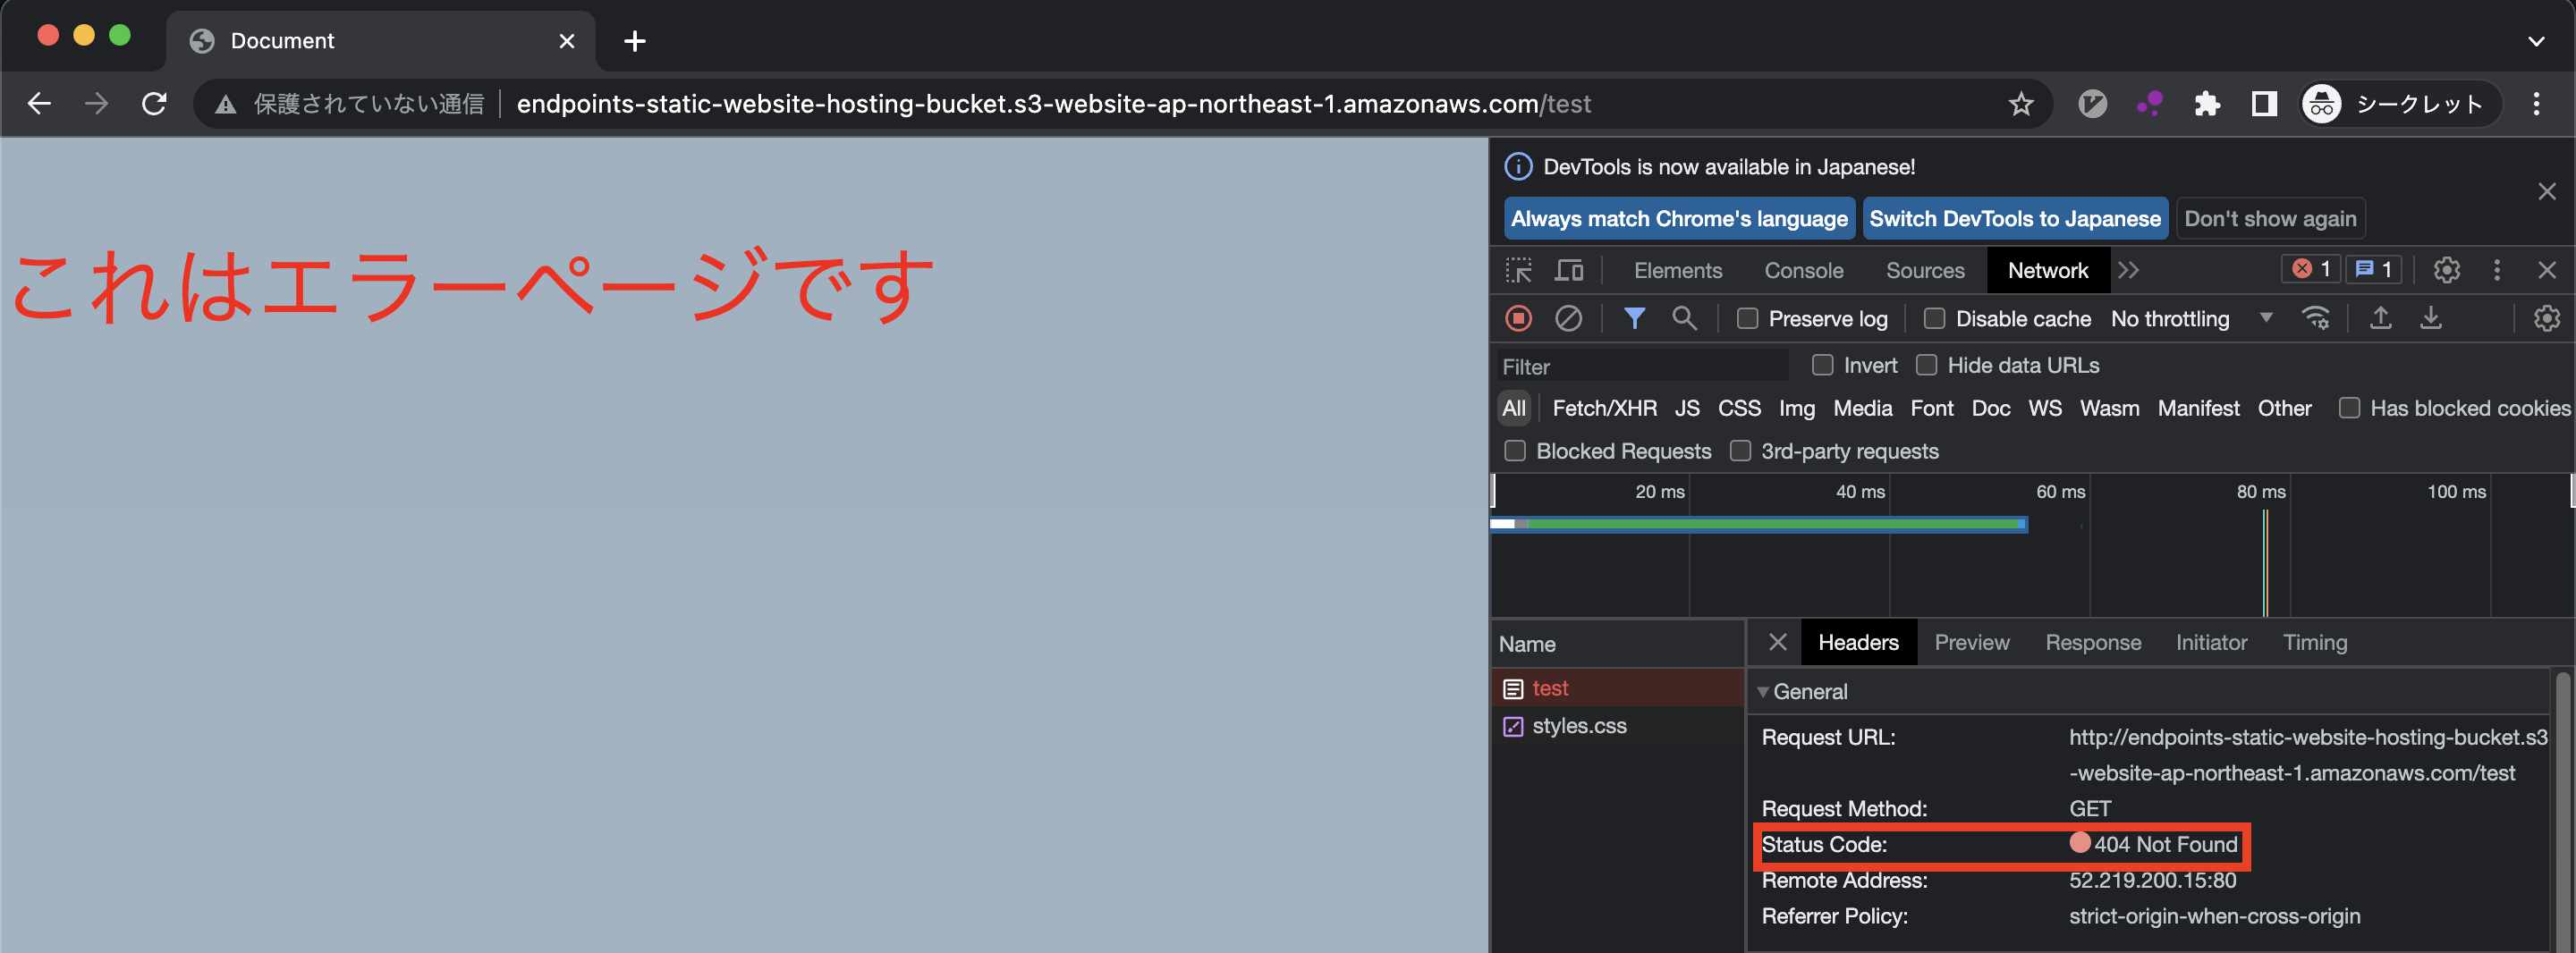 Document
保護されていない通信 endpoints-static-website-hosting-bucket.s3-website-ap-northeast-1.amazonaws.com/test シークレット
これはエラーページです
DevTools is now available in Japanese!
Always match Chrome's language Switch DevTools to Japanese Don't show again
Elements Console Sources Network 1 1
Preserve log Disable cache No throttling
Filter Invert Hide data URLs
All Fetch/XHR JS CSS Img Media Font Doc WS Wasm Manifest Other Has blocked cookies
Blocked Requests 3rd-party requests
20 ms 40 ms 60 ms 80 ms 100 ms
Name Headers Preview Response Initiator Timing
test
styles.css
General
Request URL: http://endpoints-static-website-hosting-bucket.s3
-website-ap-northeast-1.amazonaws.com/test
Request Method: GET
Status Code: 404 Not Found
Remote Address: 52.219.200.15:80
Referrer Policy: strict-origin-when-cross-origin